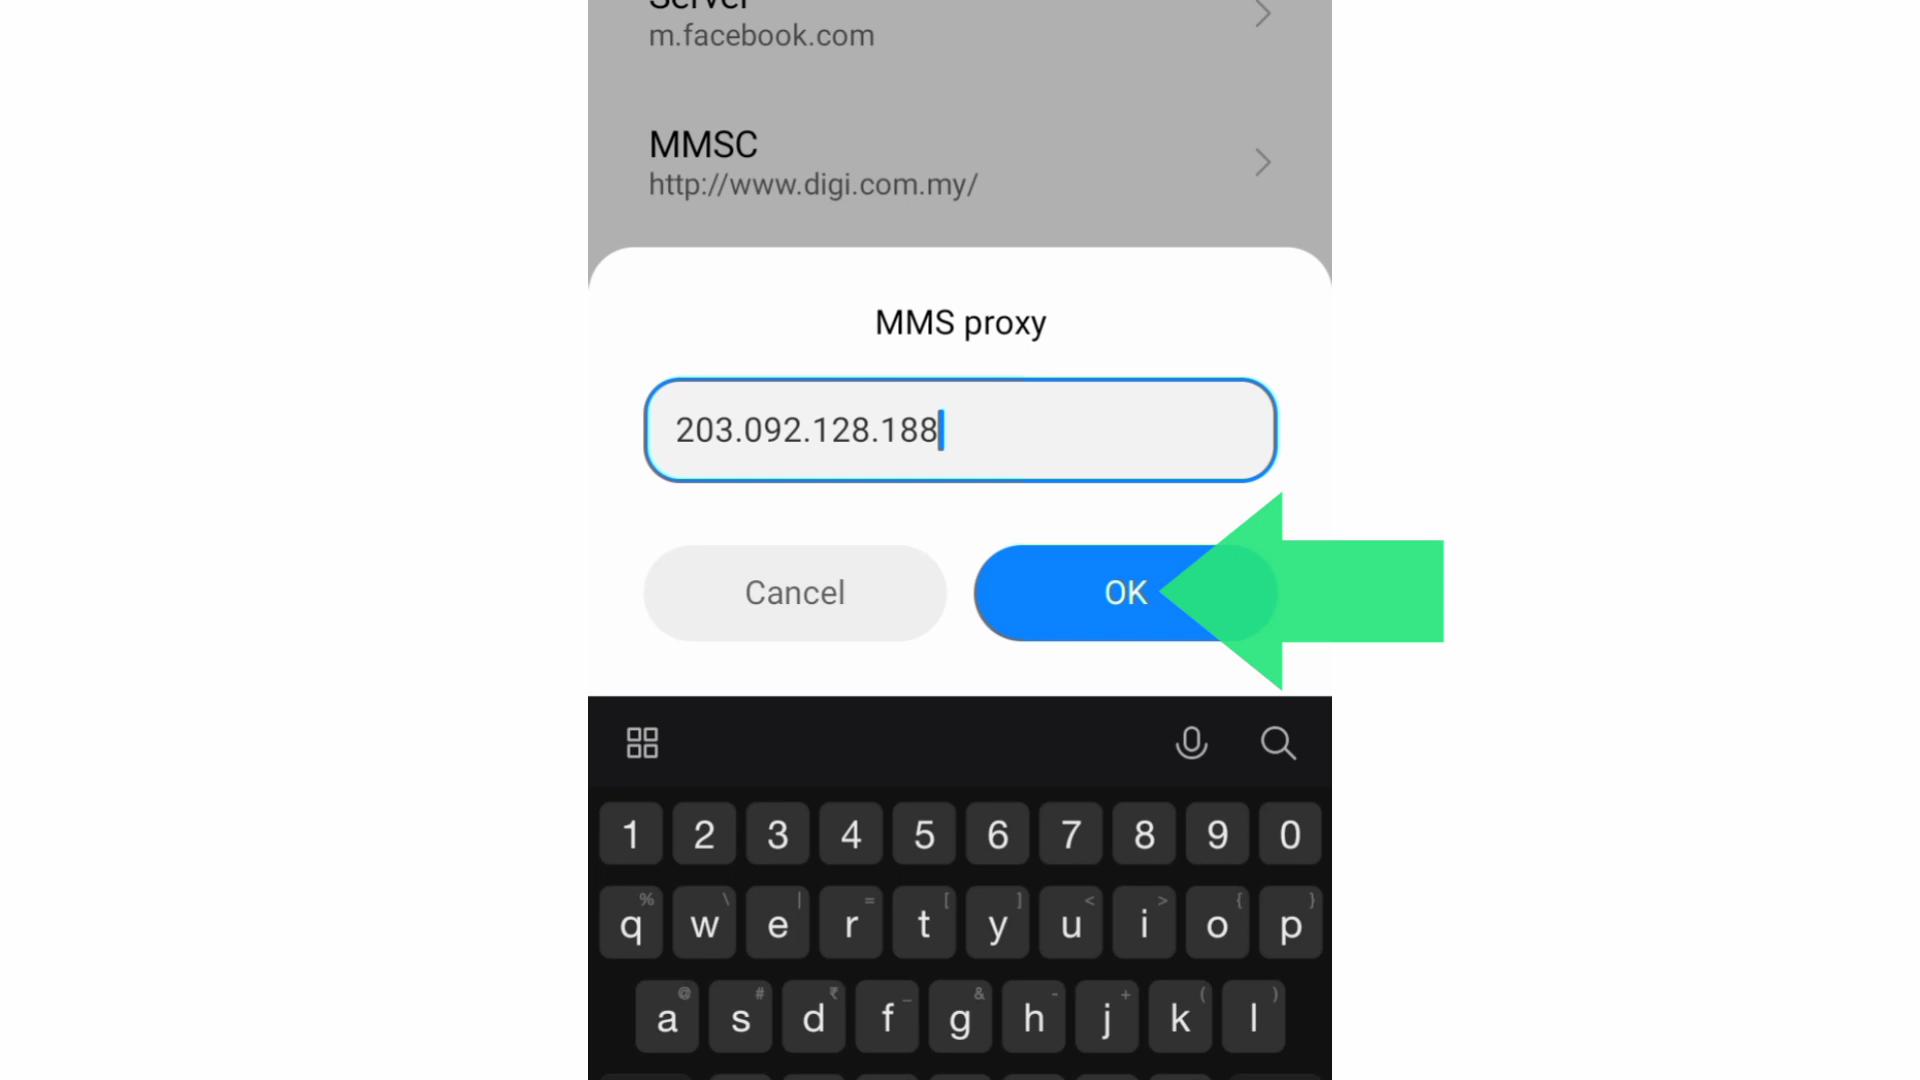 Server
m.facebook.com
MMSC
http://www.digi.com.my/
MMS proxy
203.092.128.188
Cancel
OK
1 2 3 4 5 6 7 8 9 0
% \ | = [ ] < > { }
q w e r t y u i o p
@ # ₹ _ & - + ( )
a s d f g h j k l